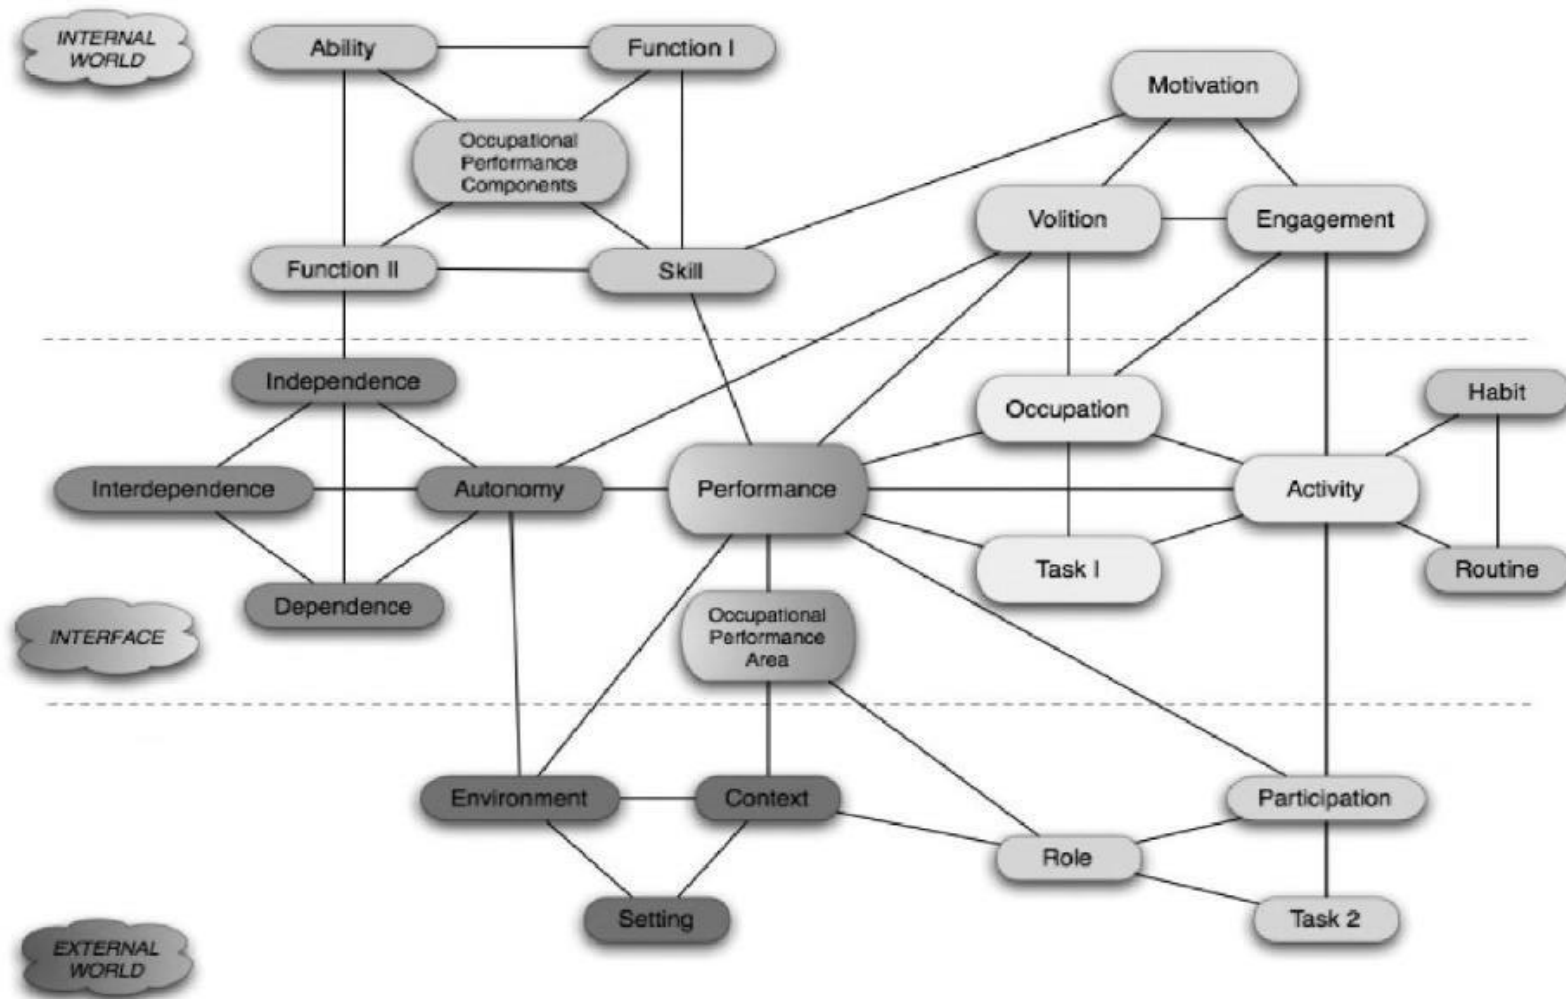 INTERNAL
WORLD
Ability
Function I
Motivation
Occupational
Performance
Components
Volition
Engagement
Function II
Skill
Independence
Habit
Occupation
Interdependence
Autonomy
Performance
Activity
Task I
Routine
Dependence
Occupational
Performance
Area
INTERFACE
Environment
Context
Participation
Role
Setting
Task 2
EXTERNAL
WORLD